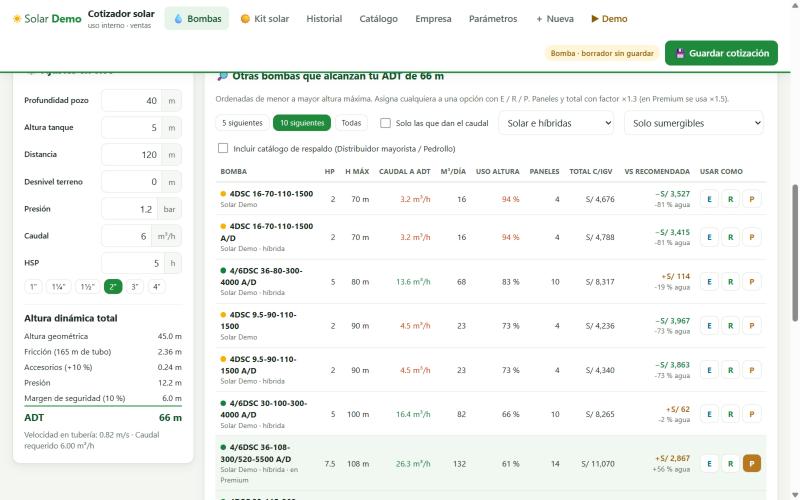 Solar Demo
Cotizador solar
uso interno · ventas
Bombas
Kit solar
Historial
Catálogo
Empresa
Parámetros
+ Nueva
Demo
Bomba · borrador sin guardar
Guardar cotización
Profundidad pozo 40 m
Altura tanque 5 m
Distancia 120 m
Desnivel terreno 0 m
Presión 1.2 bar
Caudal 6 m³/h
HSP 5 h
1" 1¼" 1½" 2" 3" 4"
Altura dinámica total
Altura geométrica 45.0 m
Fricción (165 m de tubo) 2.36 m
Accesorios (+10 %) 0.24 m
Presión 12.2 m
Margen de seguridad (10 %) 6.0 m
ADT 66 m
Velocidad en tubería: 0.82 m/s · Caudal
requerido 6.00 m³/h
Otras bombas que alcanzan tu ADT de 66 m
Ordenadas de menor a mayor altura máxima. Asigna cualquiera a una opción con E / R / P. Paneles y total con factor ×1.3 (en Premium se usa ×1.5).
5 siguientes 10 siguientes Todas Solo las que dan el caudal Solar e híbridas Solo sumergibles
Incluir catálogo de respaldo (Distribuidor mayorista / Pedrollo)
BOMBA HP H MÁX CAUDAL A ADT M³/DÍA USO ALTURA PANELES TOTAL C/IGV VS RECOMENDADA USAR COMO
4DSC 16-70-110-1500 2 70 m 3.2 m³/h 16 94 % 4 S/ 4,676 −S/ 3,527 E R P
Solar Demo -81 % agua
4DSC 16-70-110-1500
A/D 2 70 m 3.2 m³/h 16 94 % 4 S/ 4,788 −S/ 3,415 E R P
Solar Demo · híbrida -81 % agua
4/6DSC 36-80-300-
4000 A/D 5 80 m 13.6 m³/h 68 83 % 10 S/ 8,317 +S/ 114 E R P
Solar Demo · híbrida -19 % agua
4DSC 9.5-90-110-
1500 2 90 m 4.5 m³/h 23 73 % 4 S/ 4,236 −S/ 3,967 E R P
Solar Demo -73 % agua
4DSC 9.5-90-110-
1500 A/D 2 90 m 4.5 m³/h 23 73 % 4 S/ 4,340 −S/ 3,863 E R P
Solar Demo · híbrida -73 % agua
4/6DSC 30-100-300-
4000 A/D 5 100 m 16.4 m³/h 82 66 % 10 S/ 8,265 +S/ 62 E R P
Solar Demo · híbrida -2 % agua
4/6DSC 36-108-
300/520-5500 A/D 7.5 108 m 26.3 m³/h 132 61 % 14 S/ 11,070 +S/ 2,867 E R P
Solar Demo · híbrida · en +56 % agua
Premium